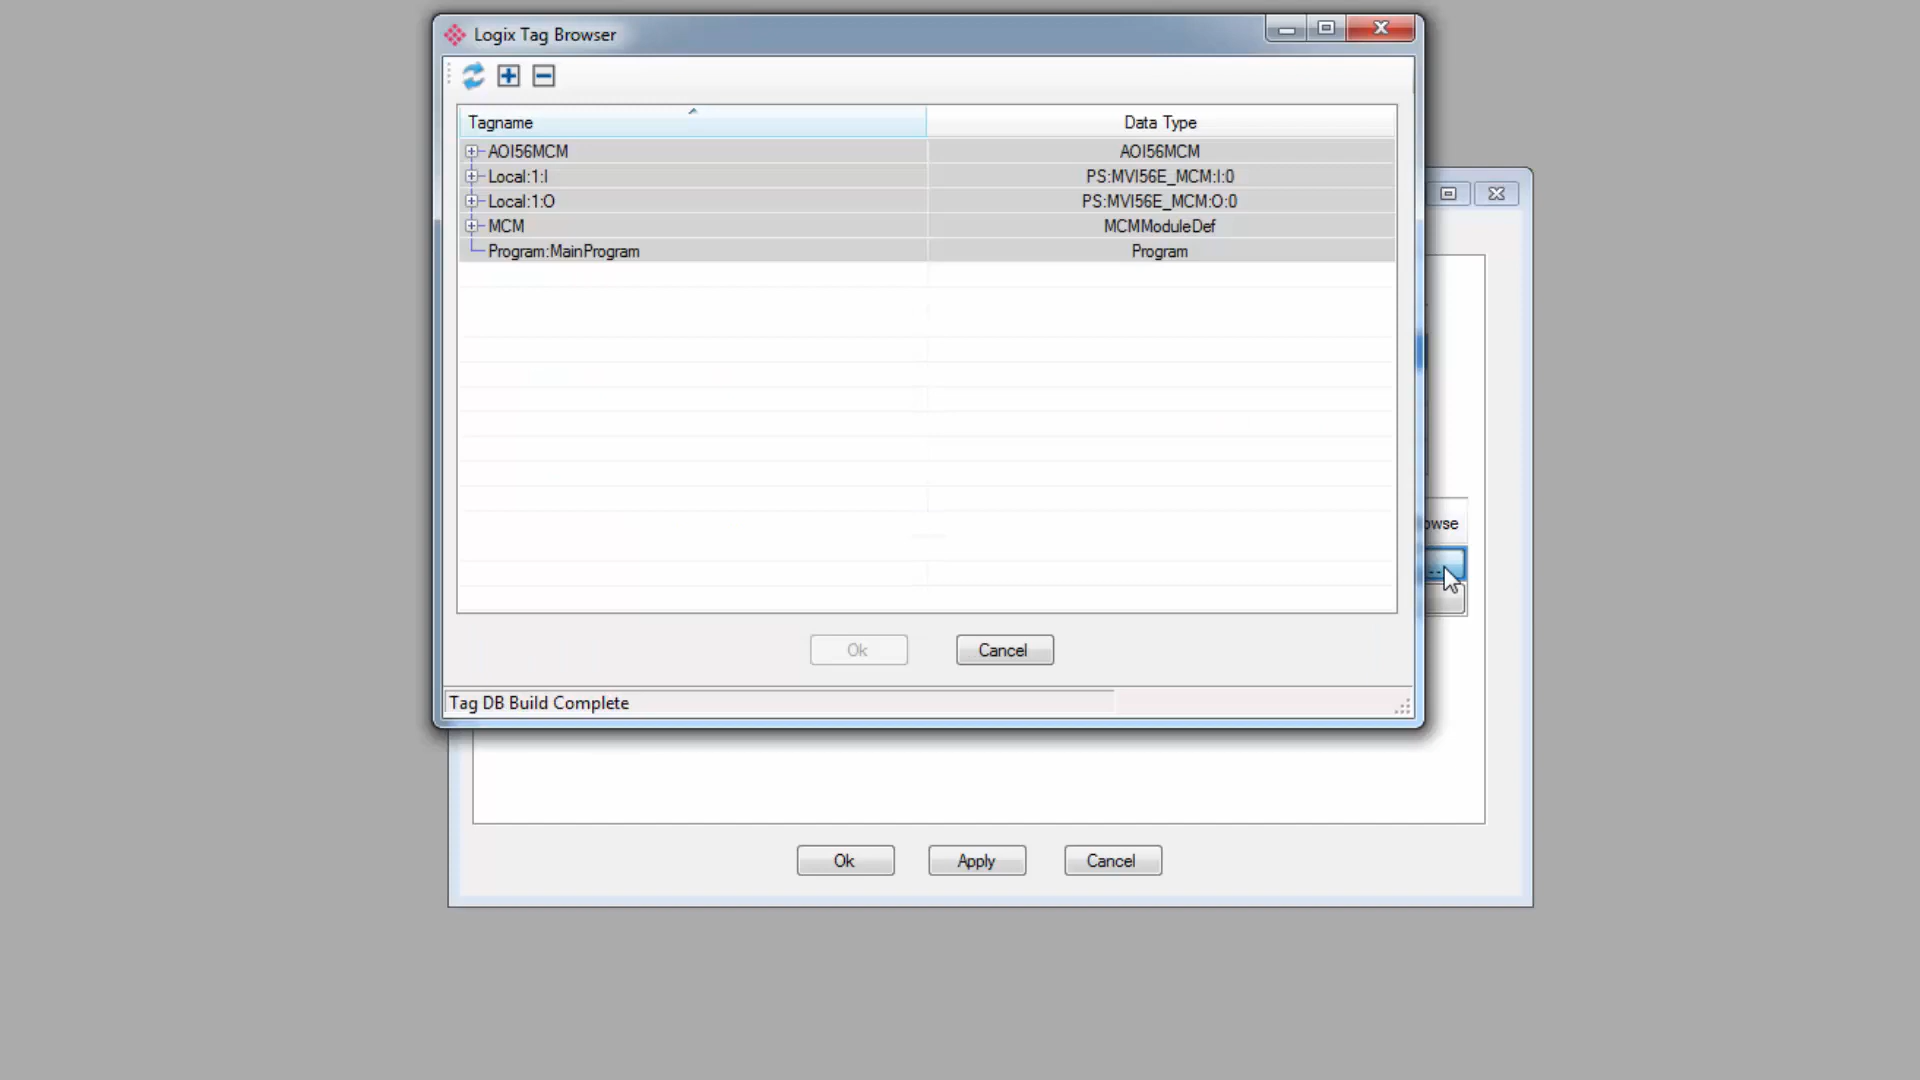 Logix Tag Browser
Tagname Data Type
AOI56MCM AOI56MCM
Local:1:I PS:MVI56E_MCM:I:0
Local:1:O PS:MVI56E_MCM:O:0
MCM MCMModuleDef
Program:MainProgram Program
owse
...
Ok Cancel
Tag DB Build Complete
Ok Apply Cancel